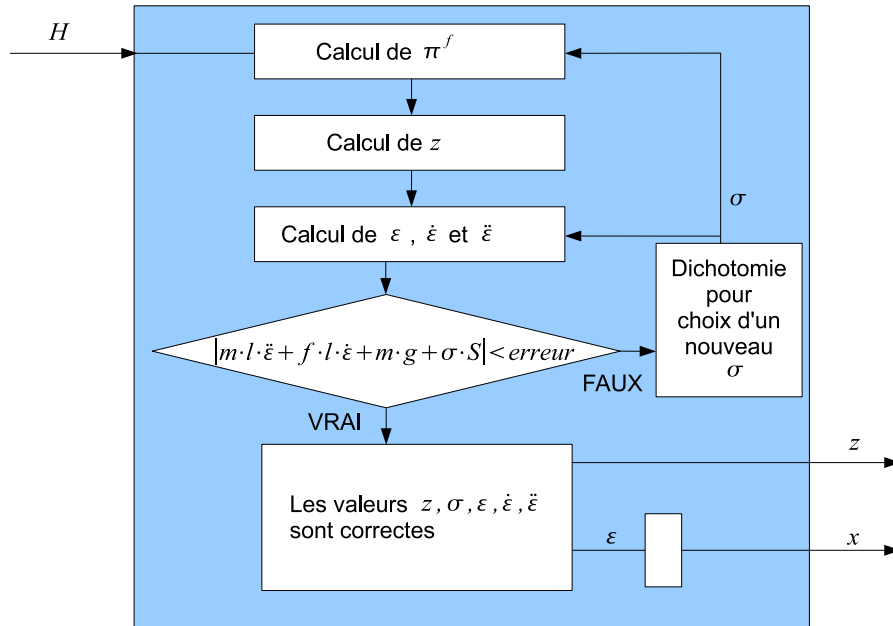 H
Calcul de π^f
Calcul de z
σ
Calcul de ε , ε̇ et ε̈
Dichotomie
pour
choix d'un
nouveau
σ
|m·l·ε̈ + f·l·ε̇ + m·g + σ·S| < erreur
FAUX
VRAI
z
Les valeurs z , σ , ε , ε̇ , ε̈
sont correctes
ε
x